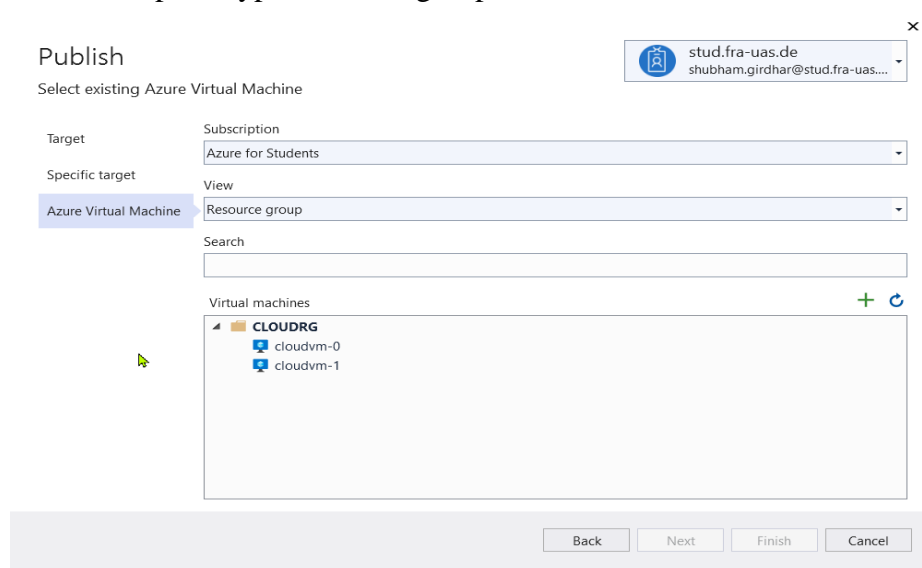 ×
Publish
stud.fra-uas.de
shubham.girdhar@stud.fra-uas....
Select existing Azure Virtual Machine
Target
Specific target
Azure Virtual Machine
Subscription
Azure for Students
View
Resource group
Search
Virtual machines
CLOUDRG
cloudvm-0
cloudvm-1
Back
Next
Finish
Cancel